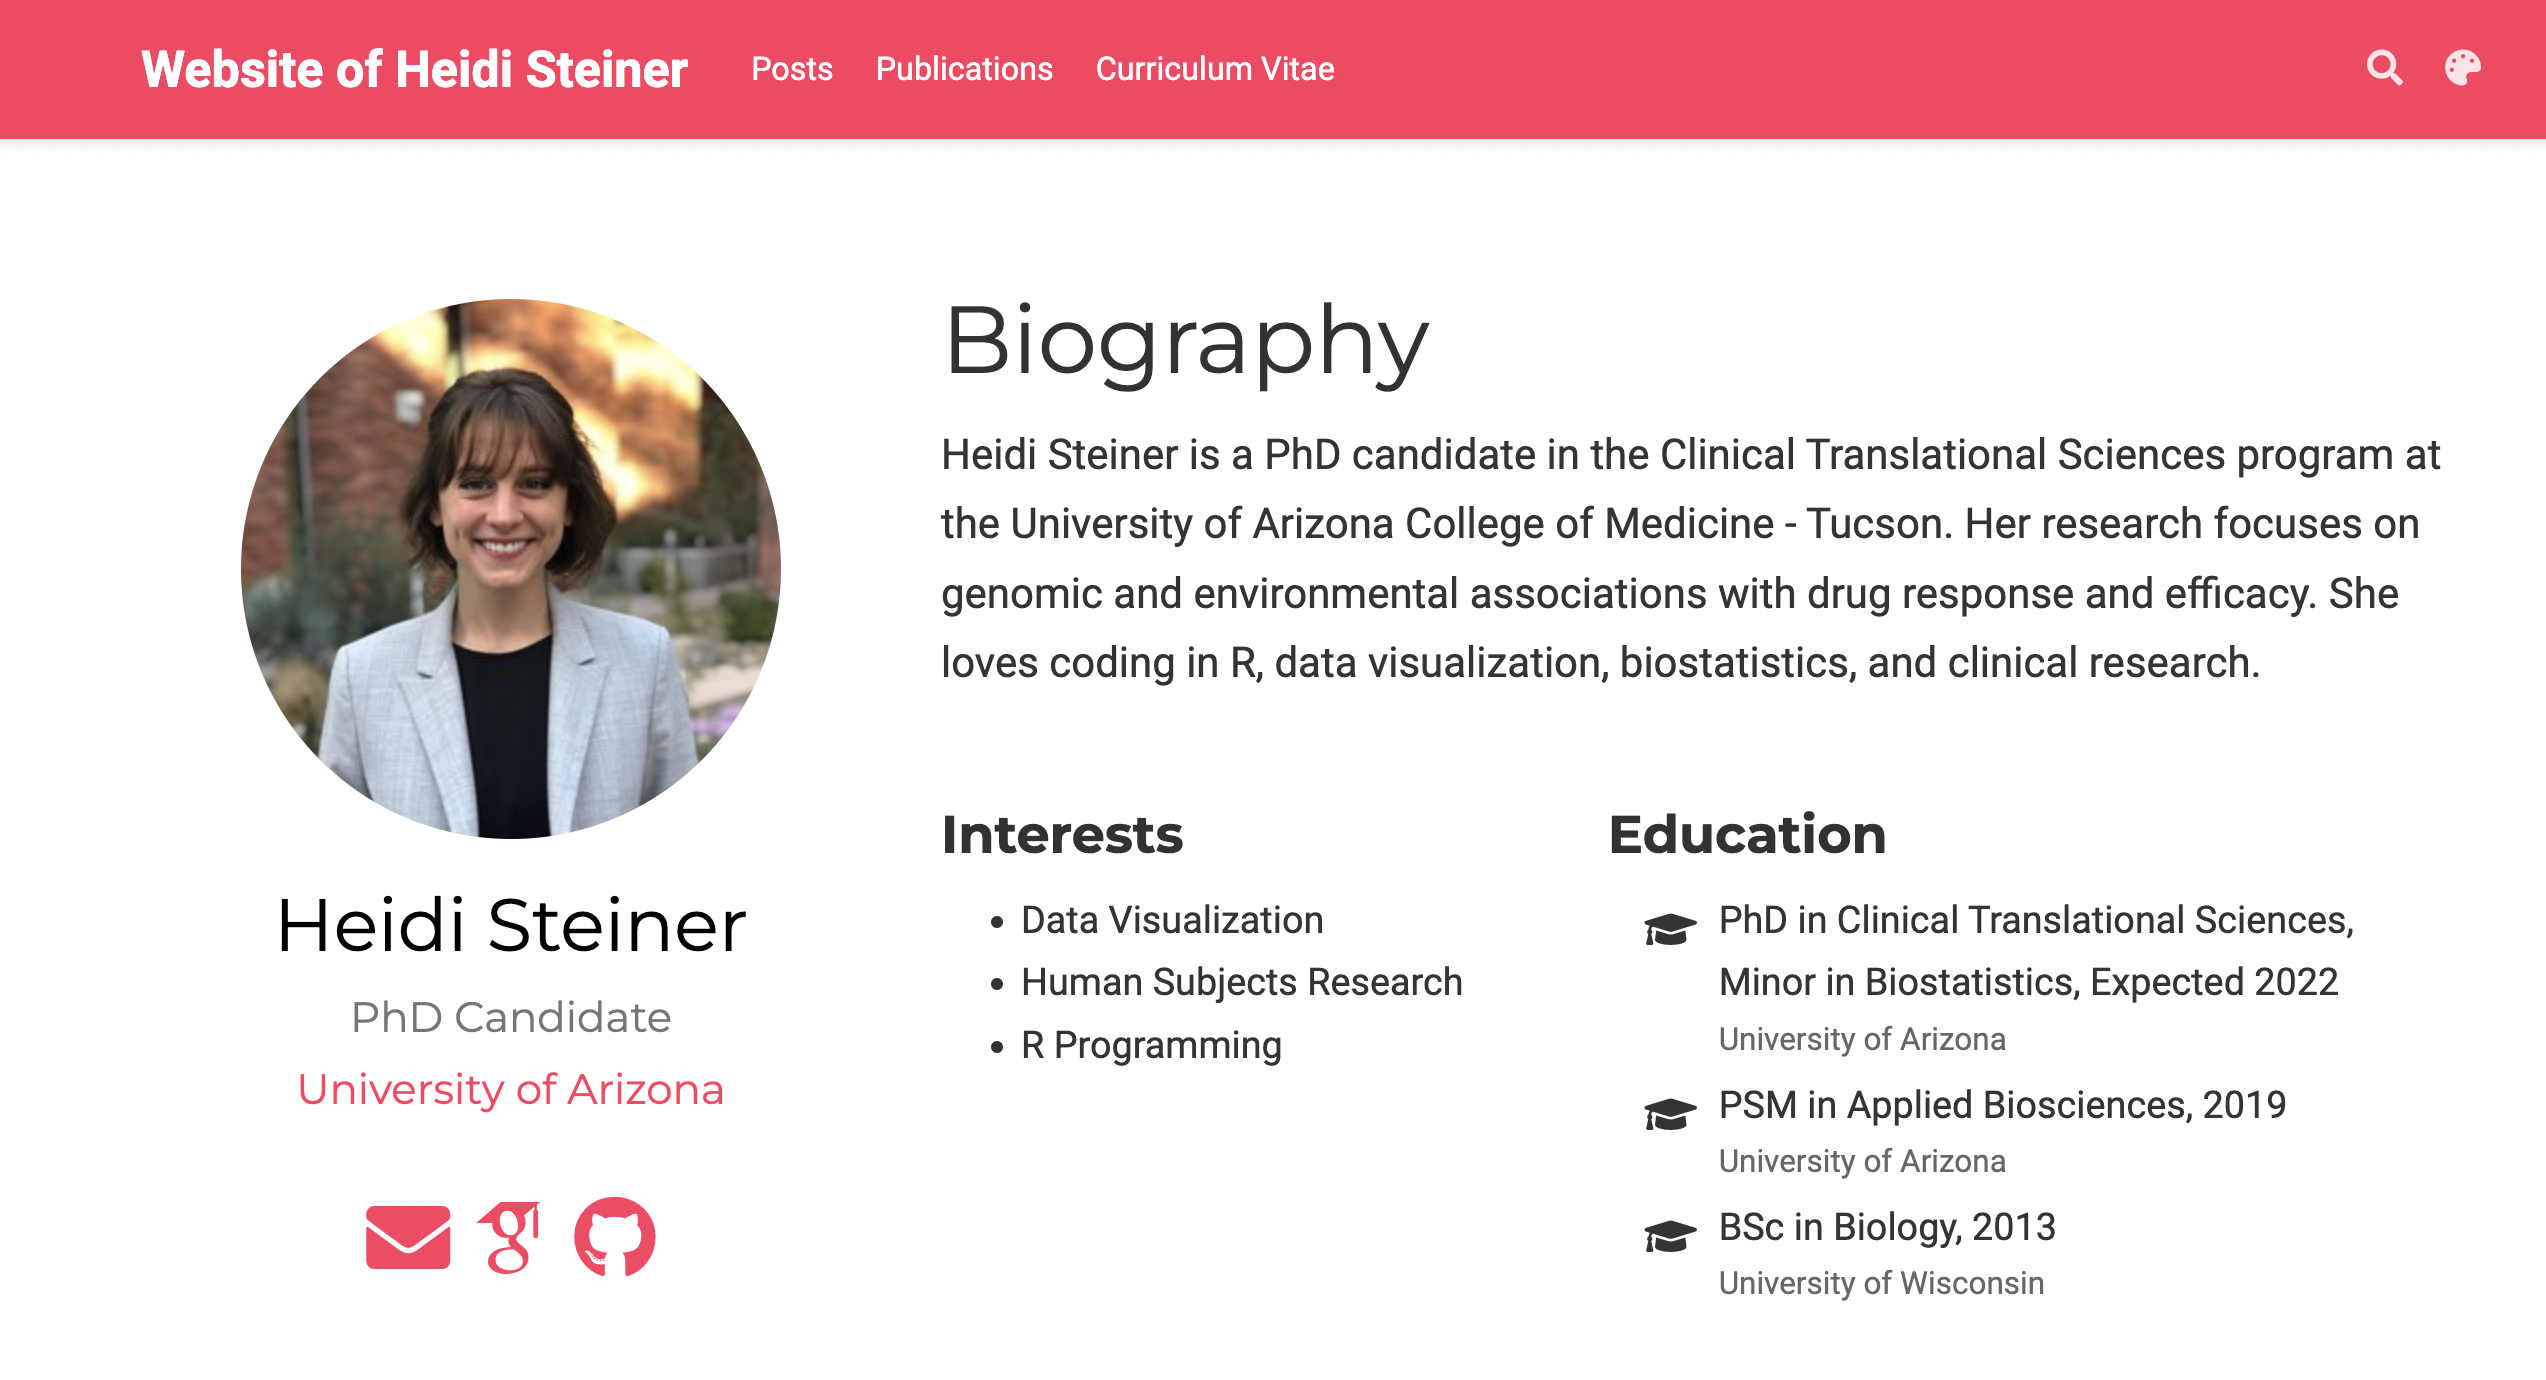 Website of Heidi Steiner
Posts
Publications
Curriculum Vitae
Heidi Steiner
PhD Candidate
University of Arizona
Biography
Heidi Steiner is a PhD candidate in the Clinical Translational Sciences program at
the University of Arizona College of Medicine - Tucson. Her research focuses on
genomic and environmental associations with drug response and efficacy. She
loves coding in R, data visualization, biostatistics, and clinical research.
Interests
Data Visualization
Human Subjects Research
R Programming
Education
PhD in Clinical Translational Sciences,
Minor in Biostatistics, Expected 2022
University of Arizona
PSM in Applied Biosciences, 2019
University of Arizona
BSc in Biology, 2013
University of Wisconsin